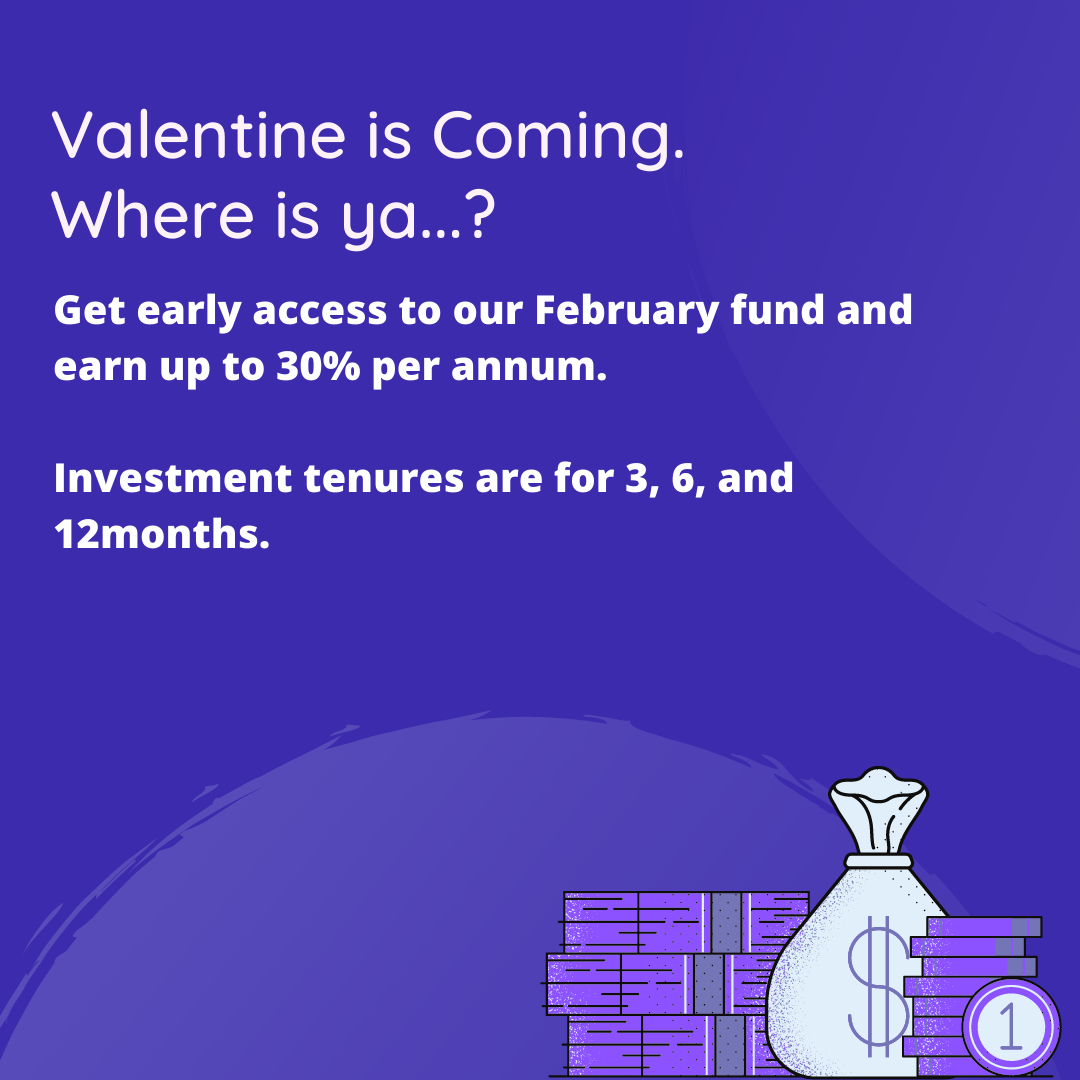 Valentine is Coming.
Where is ya...?
Get early access to our February fund and
earn up to 30% per annum.
Investment tenures are for 3, 6, and
12months.
$
1